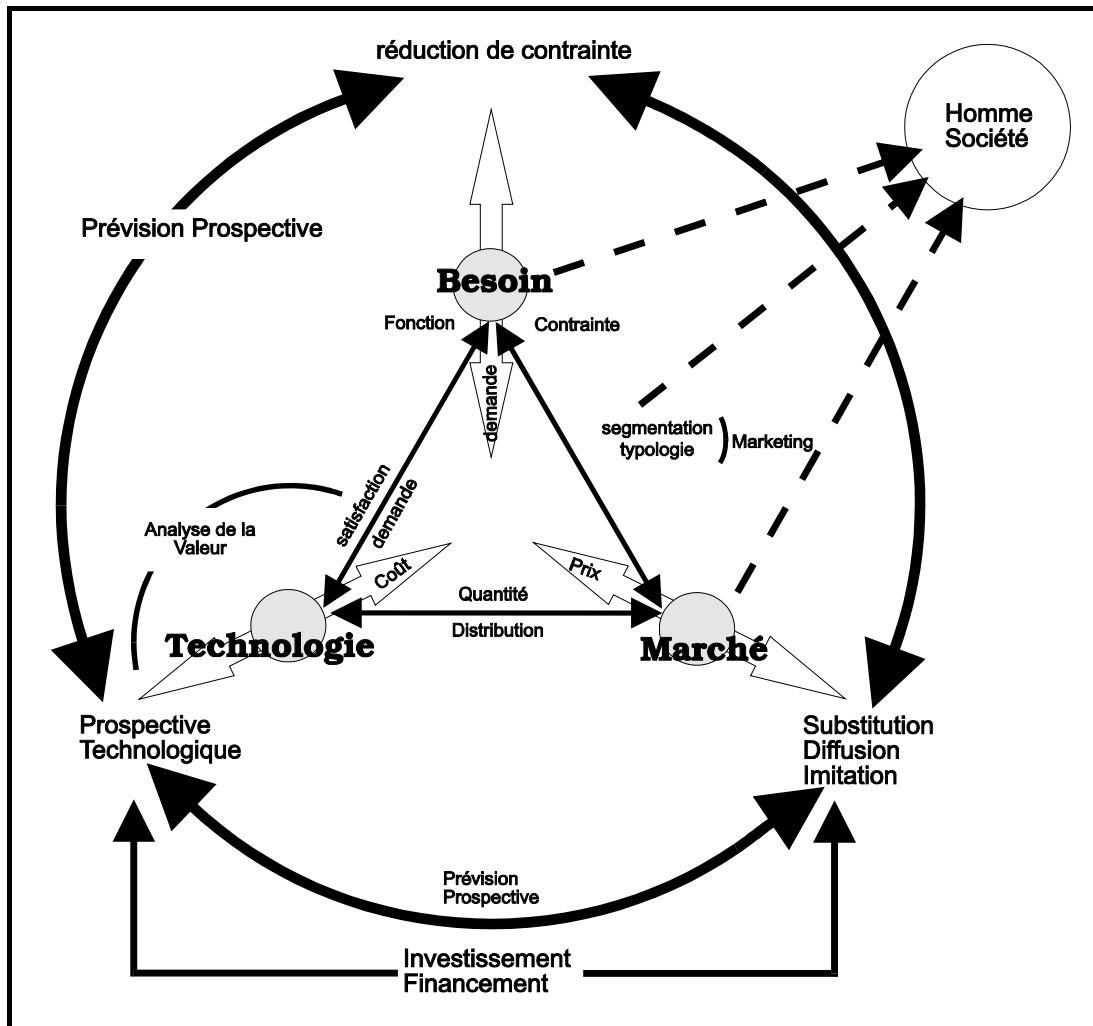 réduction de contrainte
Homme
Société
Prévision Prospective
Besoin
Fonction
Contrainte
demande
segmentation
typologie
Marketing
satisfaction
demande
Analyse de la
Valeur
Coût
Prix
Quantité
Distribution
Technologie
Marché
Prospective
Technologique
Substitution
Diffusion
Imitation
Prévision
Prospective
Investissement
Financement